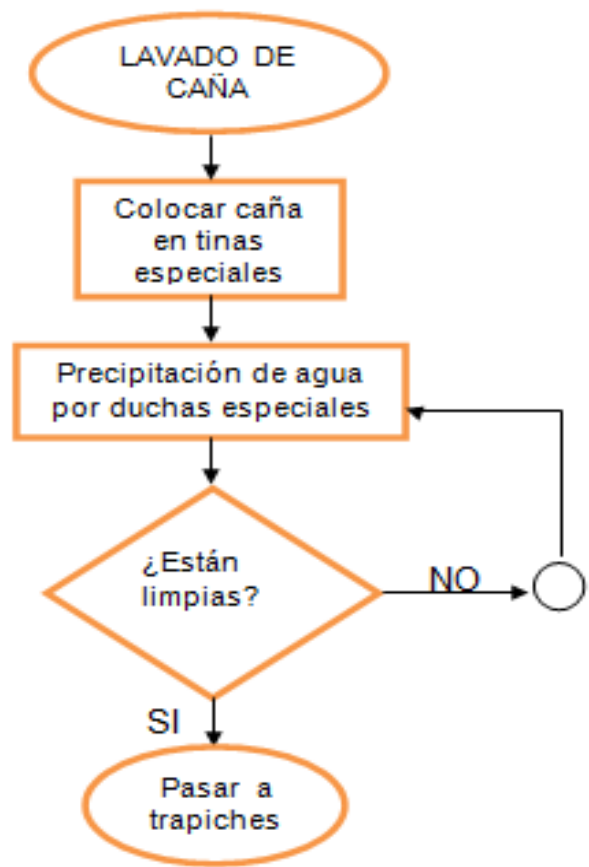 LAVADO DE
CAÑA
Colocar caña
en tinas
especiales
Precipitación de agua
por duchas especiales
¿Están
limpias?
NO
SI
Pasar a
trapiches